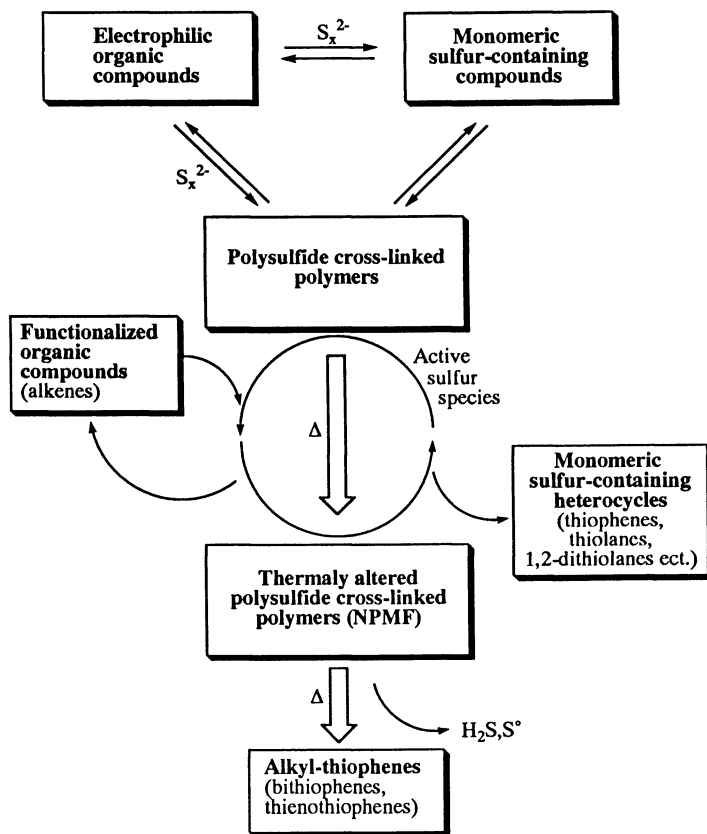 Electrophilic
organic
compounds
Sx2-
Monomeric
sulfur-containing
compounds
Sx2-
Polysulfide cross-linked
polymers
Functionalized
organic
compounds
(alkenes)
Active
sulfur
species
Δ
Monomeric
sulfur-containing
heterocycles
(thiophenes,
thiolanes,
1,2-dithiolanes ect.)
Thermaly altered
polysulfide cross-linked
polymers (NPMF)
Δ
H2S,S°
Alkyl-thiophenes
(bithiophenes,
thienothiophenes)